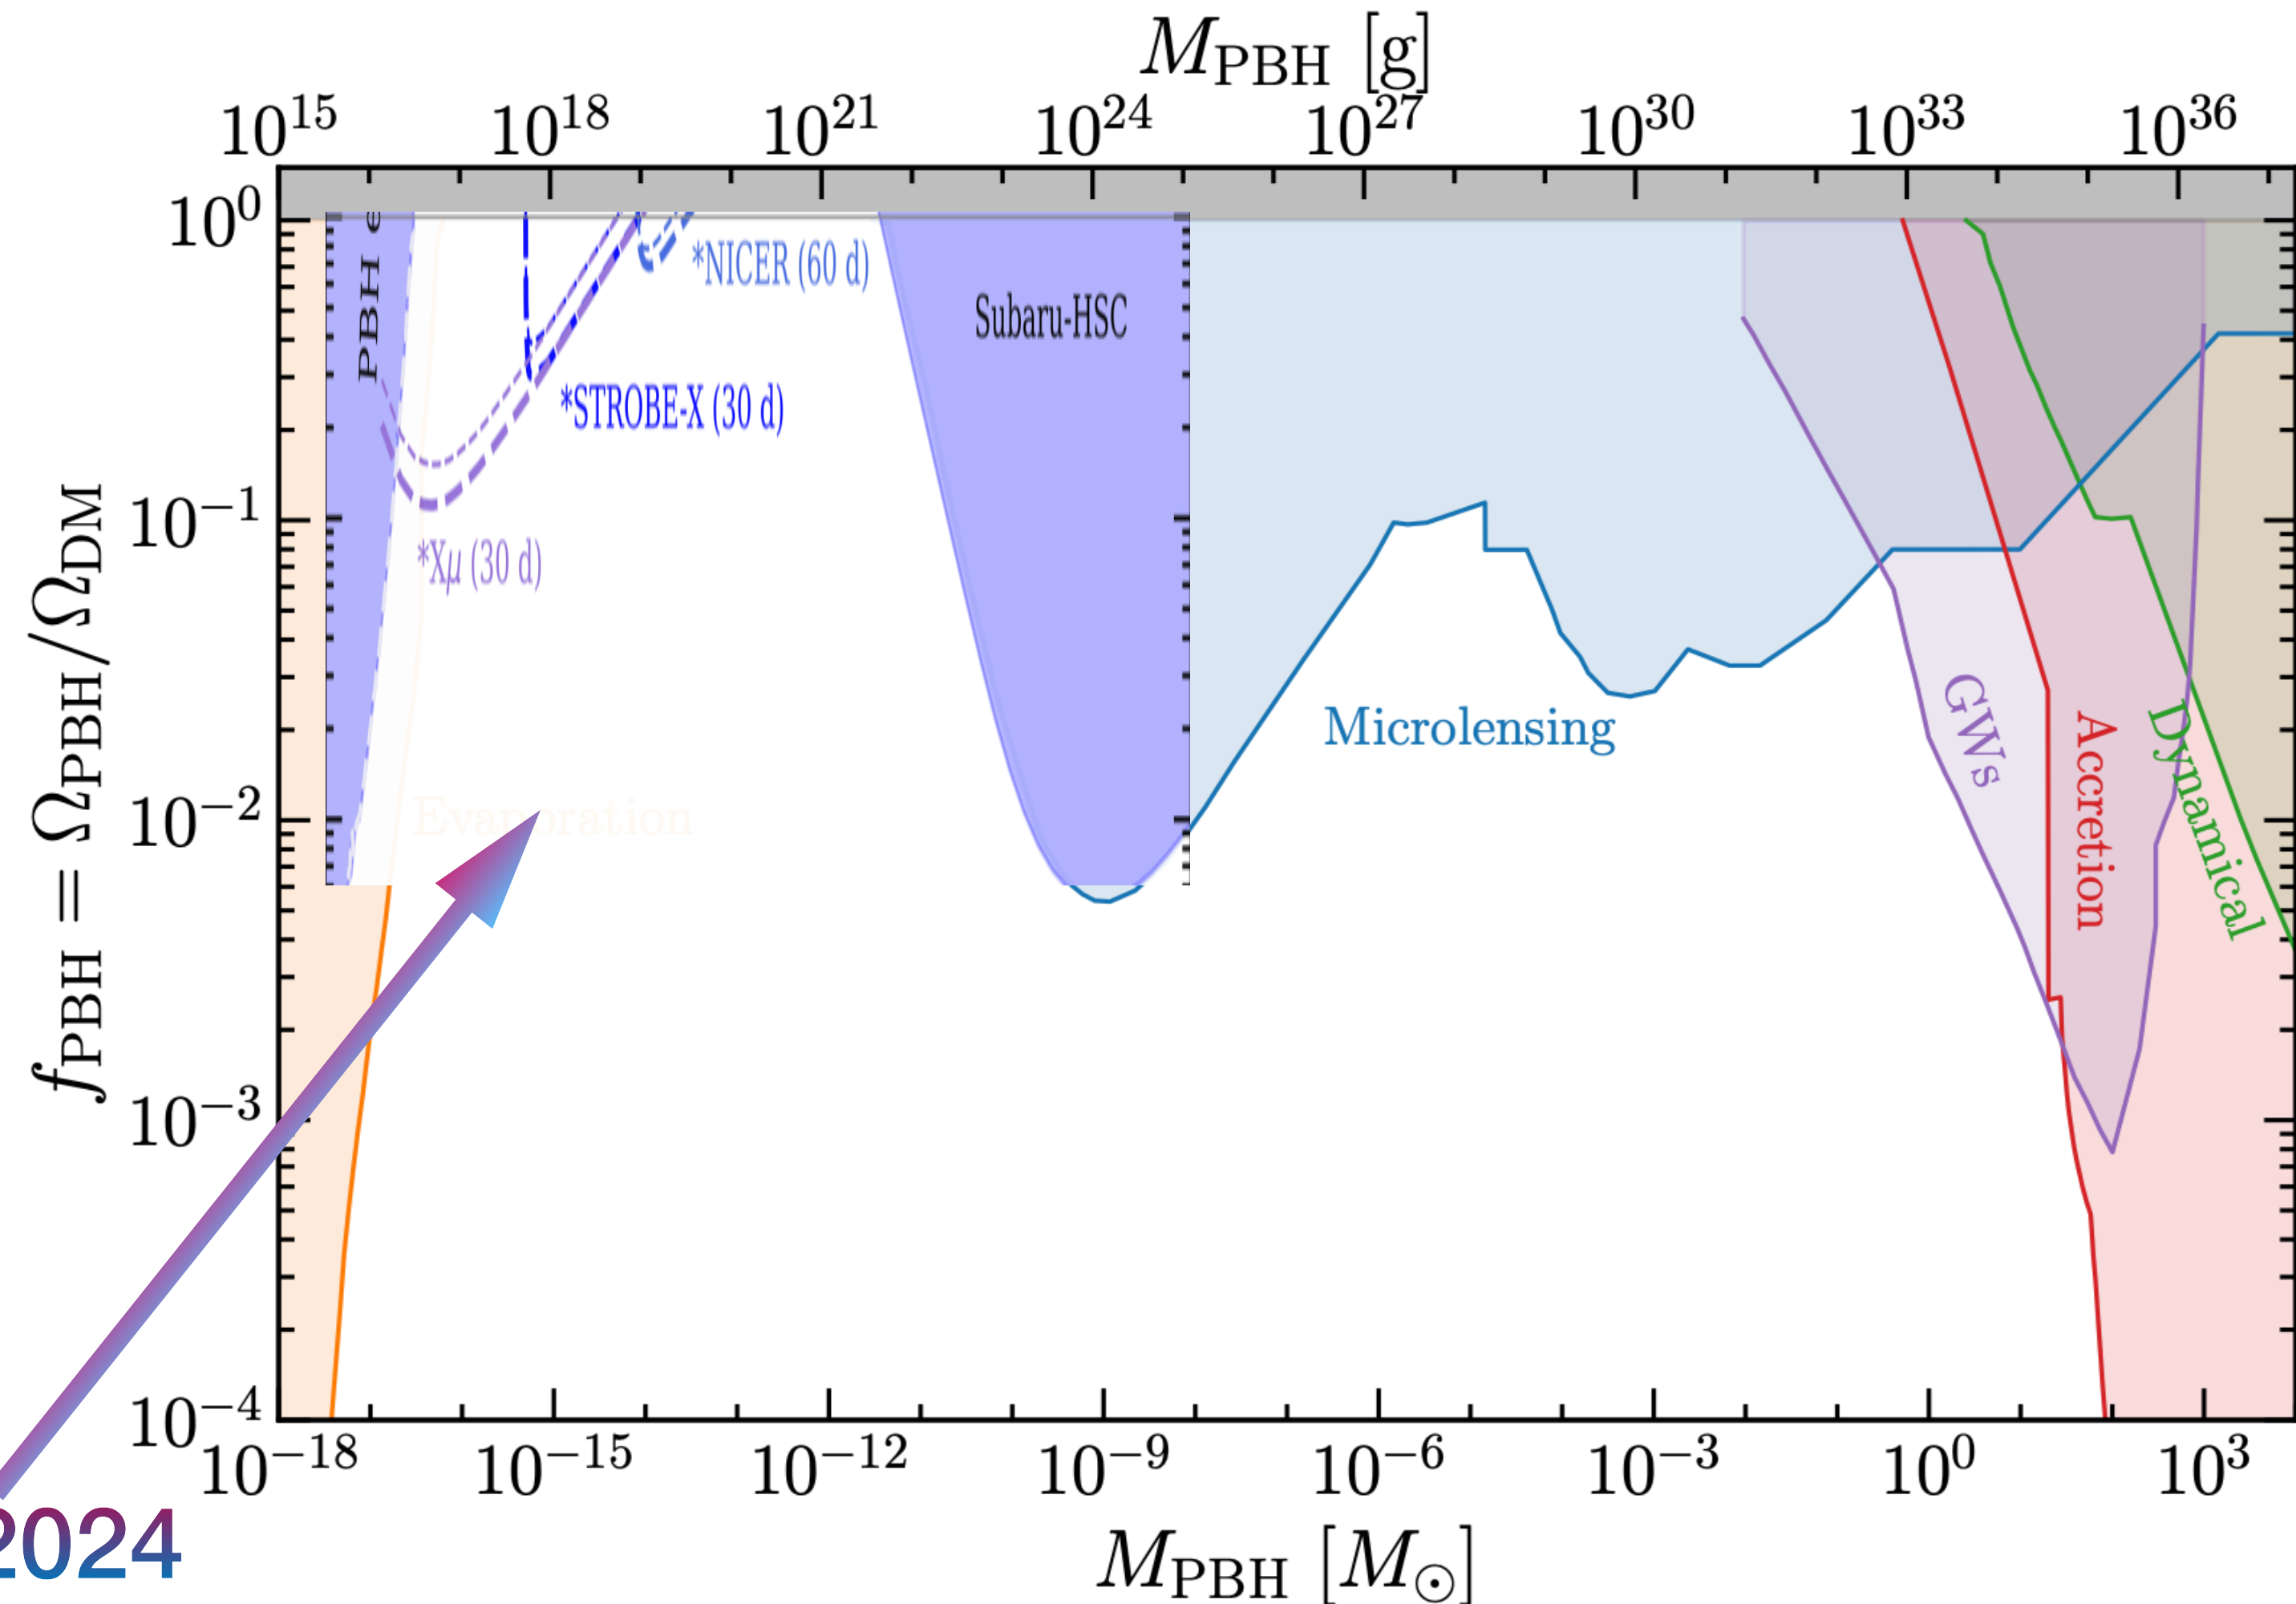 M_PBH [g]
10^15 10^18 10^21 10^24 10^27 10^30 10^33 10^36
10^0
10^−1
10^−2
10^−3
10^−4
f_PBH = Ω_PBH/Ω_DM
PBH e
*NICER (60 d)
*STROBE-X (30 d)
*Xμ (30 d)
Subaru-HSC
Evaporation
Microlensing
GWs
Accretion
Dynamical
10^−18 10^−15 10^−12 10^−9 10^−6 10^−3 10^0 10^3
M_PBH [M_⊙]
2024